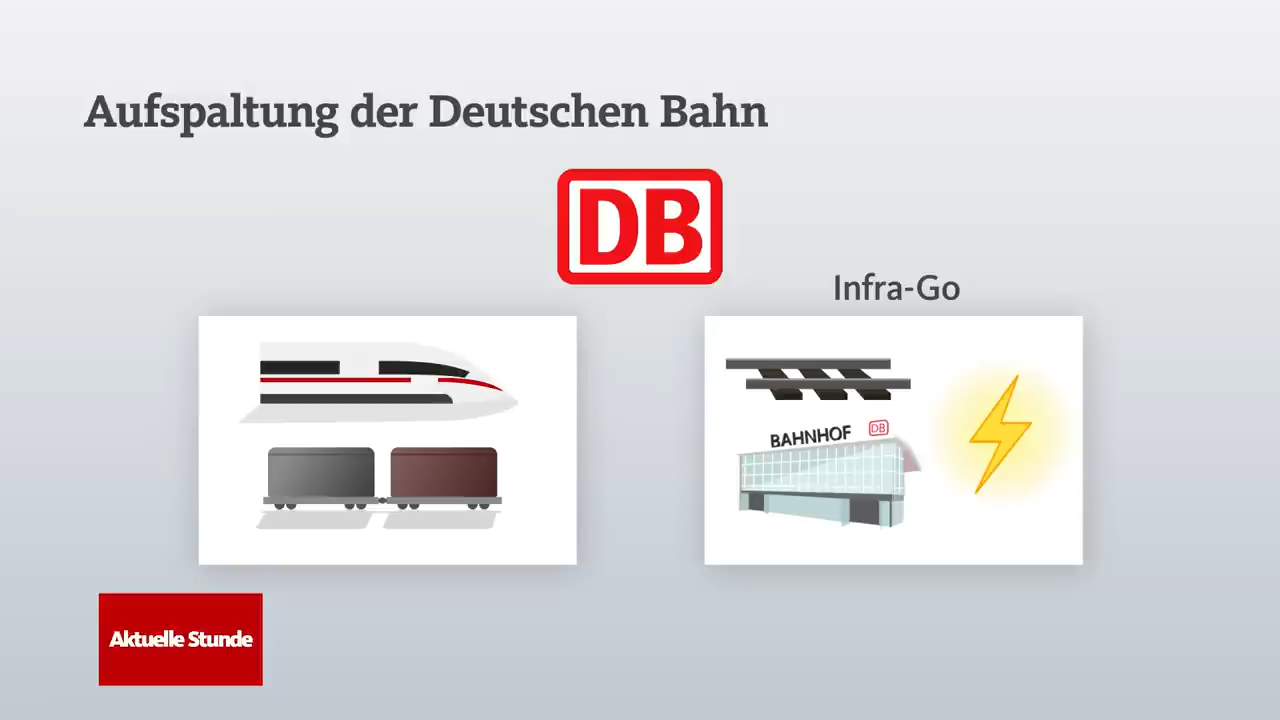 Aufspaltung der Deutschen Bahn
DB
Infra-Go
BAHNHOF DB
Aktuelle Stunde